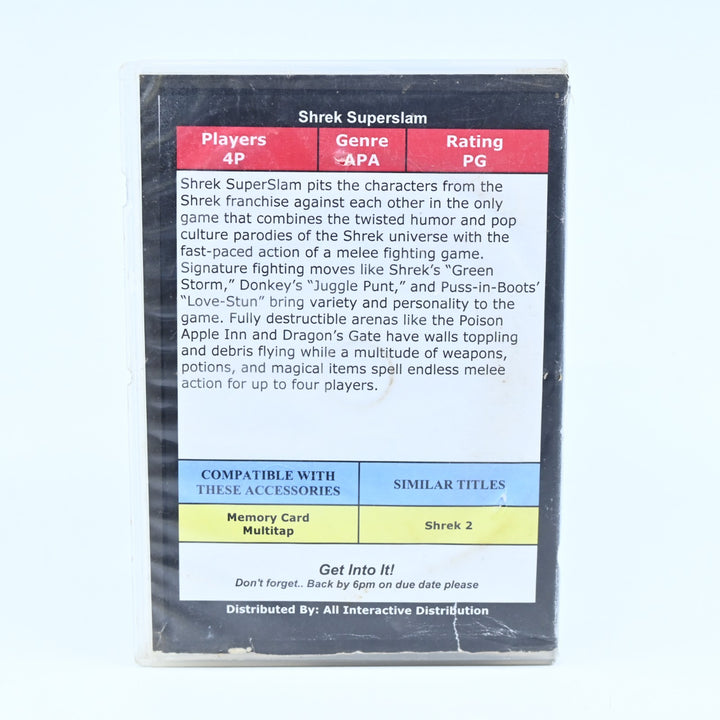 Shrek Superslam
Players Genre Rating
4P APA PG
Shrek SuperSlam pits the characters from the
Shrek franchise against each other in the only
game that combines the twisted humor and pop
culture parodies of the Shrek universe with the
fast-paced action of a melee fighting game.
Signature fighting moves like Shrek's “Green
Storm,” Donkey's “Juggle Punt,” and Puss-in-Boots’
“Love-Stun” bring variety and personality to the
game. Fully destructible arenas like the Poison
Apple Inn and Dragon's Gate have walls toppling
and debris flying while a multitude of weapons,
potions, and magical items spell endless melee
action for up to four players.
COMPATIBLE WITH
THESE ACCESSORIES
SIMILAR TITLES
Memory Card
Multitap
Shrek 2
Get Into It!
Don't forget.. Back by 6pm on due date please
Distributed By: All Interactive Distribution